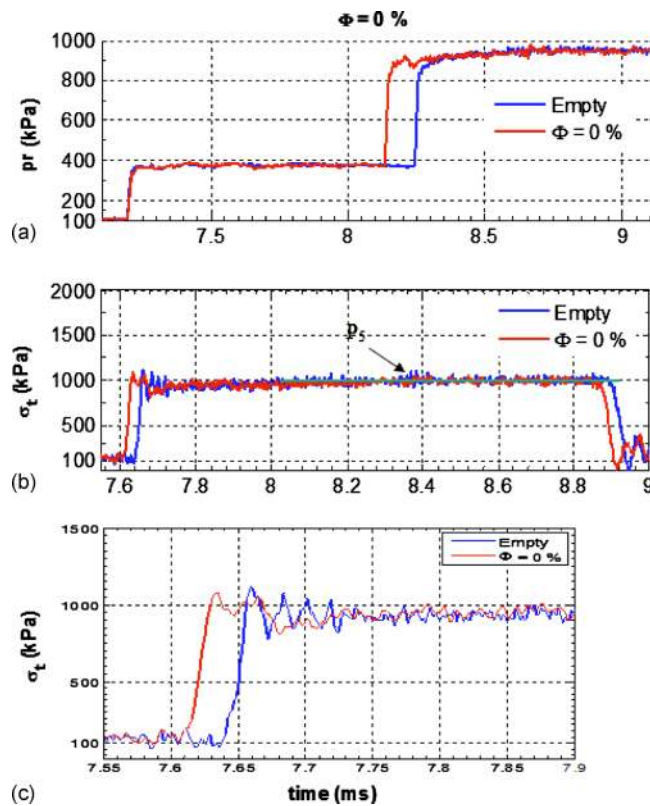 Φ = 0 %
1000
800
600
400
200
100
pr (kPa)
Empty
Φ = 0 %
7.5 8 8.5 9
(a)
2000
1500
1000
500
100
σt (kPa)
p5
Empty
Φ = 0 %
7.6 7.8 8 8.2 8.4 8.6 8.8 9
(b)
1500
1000
500
100
σt (kPa)
Empty
Φ = 0 %
7.55 7.6 7.65 7.7 7.75 7.8 7.85 7.9
(c)
time (ms)